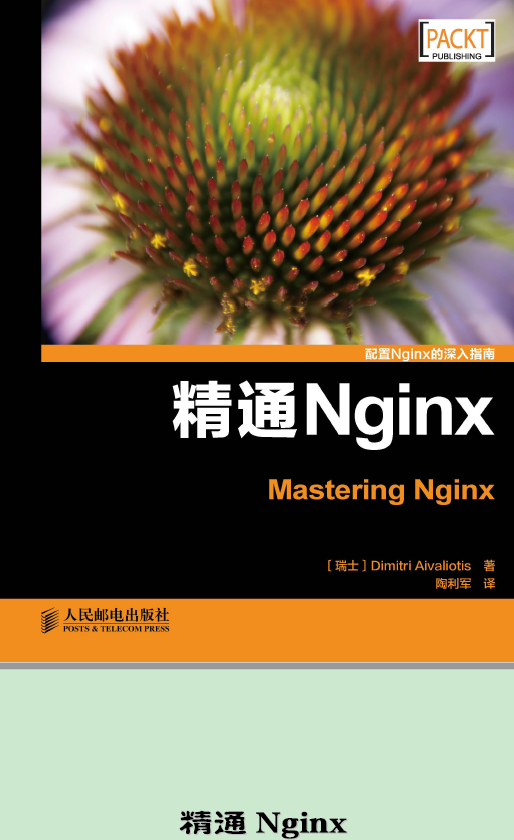 [PACKT]
PUBLISHING
配置Nginx的深入指南
精通Nginx
Mastering Nginx
[瑞士] Dimitri Aivaliotis 著
陶利军 译
人民邮电出版社
POSTS & TELECOM PRESS
精通 Nginx